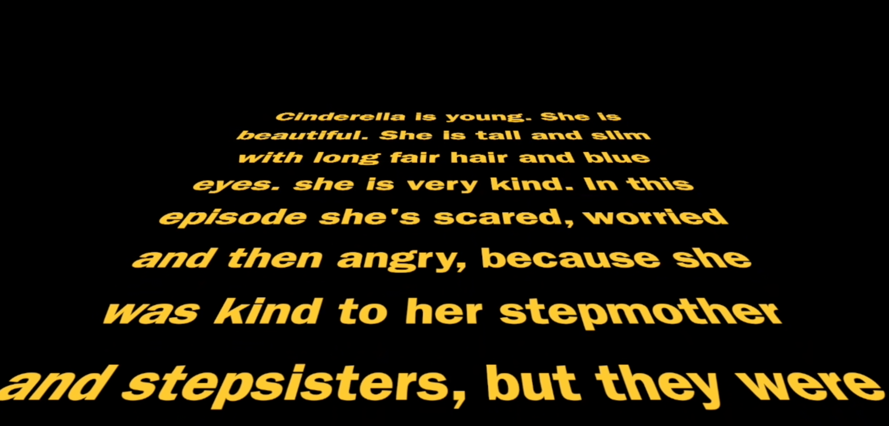 Cinderella is young. She is
beautiful. She is tall and slim
with long fair hair and blue
eyes. she is very kind. In this
episode she's scared, worried
and then angry, because she
was kind to her stepmother
and stepsisters, but they were